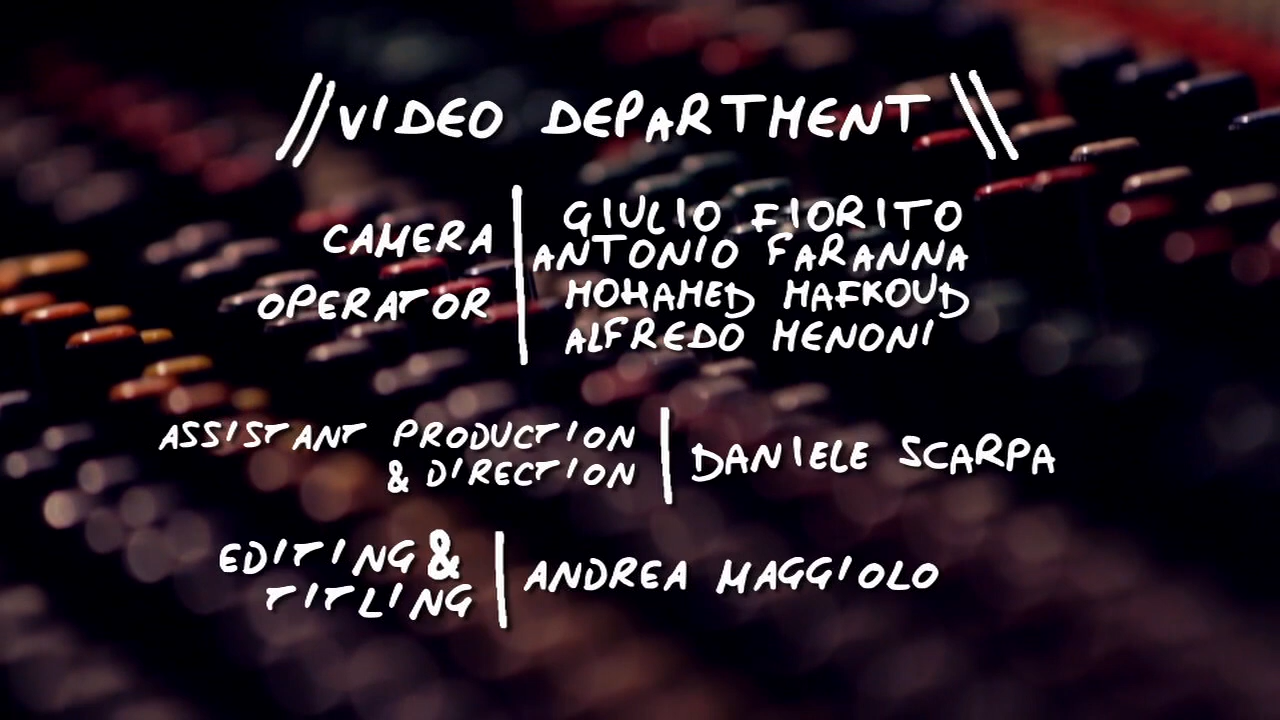 //VIDEO DEPARTMENT\\
CAMERA
OPERATOR
GIULIO FIORITO
ANTONIO FARANNA
MOHAMED MAFKOUD
ALFREDO MENONI
ASSISTANT PRODUCTION
& DIRECTION
DANIELE SCARPA
EDITING &
TITLING
ANDREA MAGGIOLO